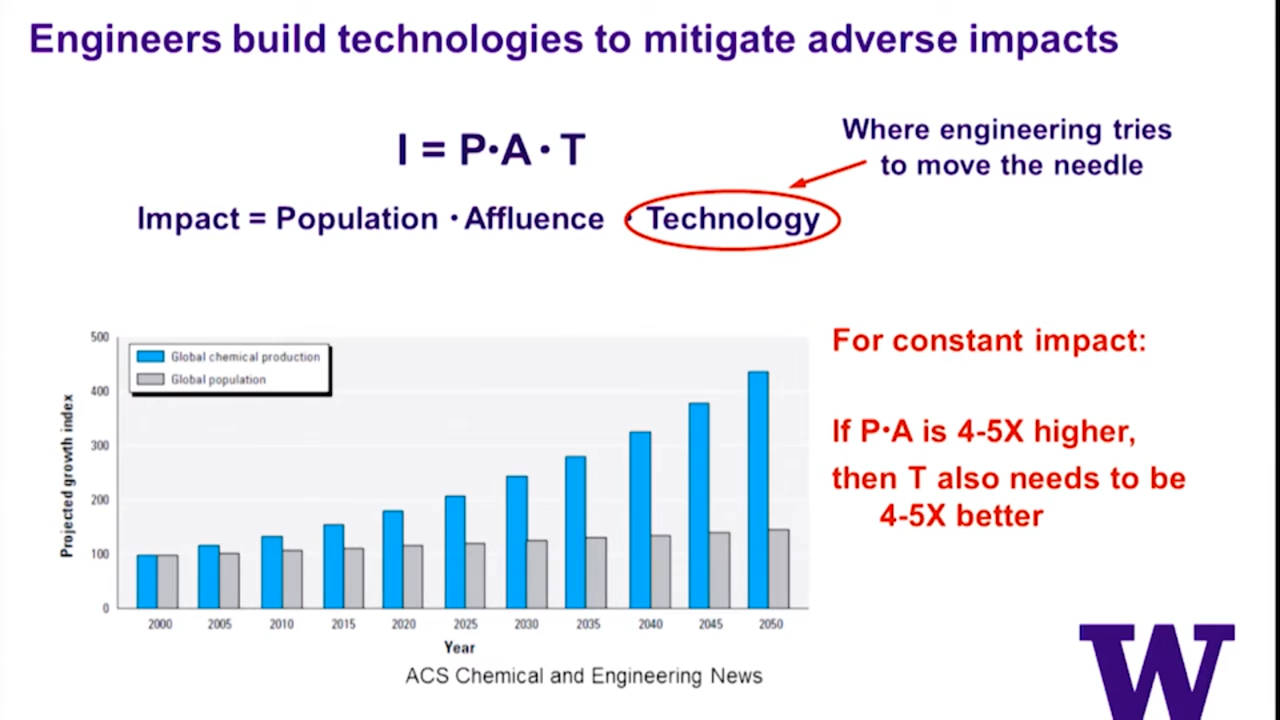 Engineers build technologies to mitigate adverse impacts
I = P·A · T
Where engineering tries
to move the needle
Impact = Population · Affluence · Technology
500
400
300
200
100
0
Projected growth index
Global chemical production
Global population
2000 2005 2010 2015 2020 2025 2030 2035 2040 2045 2050
Year
ACS Chemical and Engineering News
For constant impact:
If P·A is 4-5X higher,
then T also needs to be
4-5X better
W